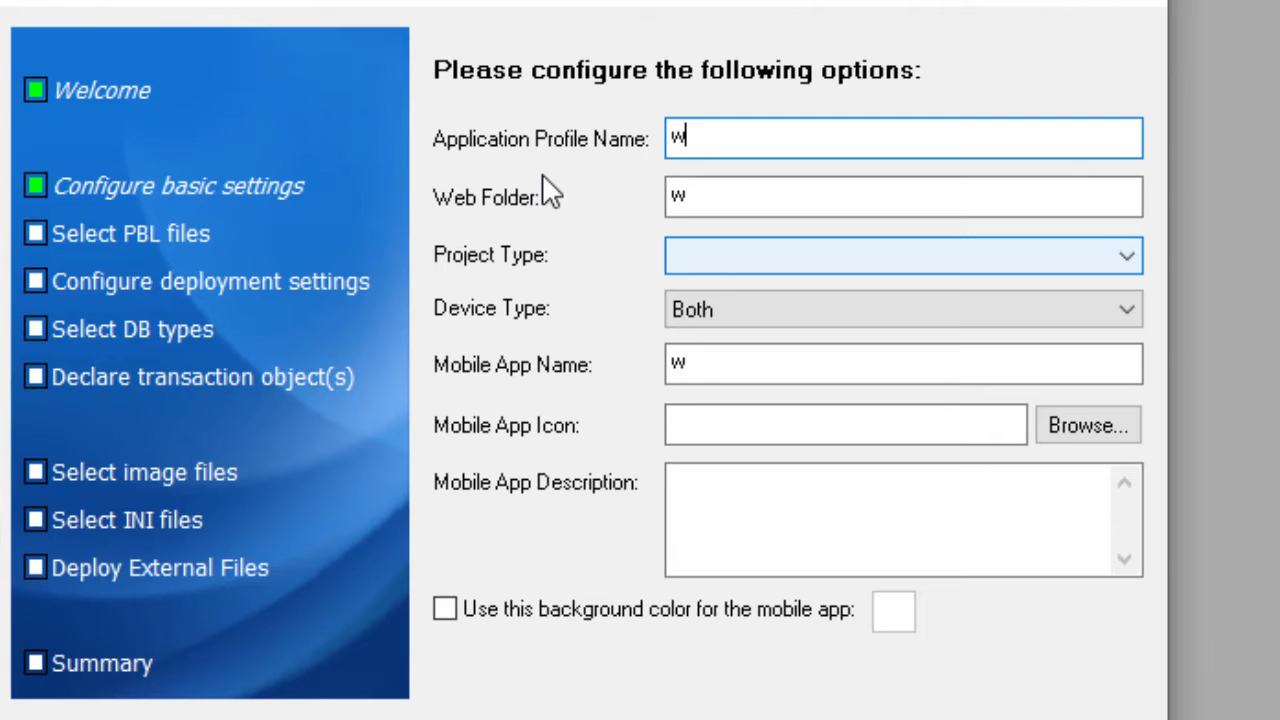 Welcome
Configure basic settings
Select PBL files
Configure deployment settings
Select DB types
Declare transaction object(s)
Select image files
Select INI files
Deploy External Files
Summary
Please configure the following options:
Application Profile Name: w
Web Folder: w
Project Type:
Device Type: Both
Mobile App Name: w
Mobile App Icon: Browse...
Mobile App Description:
Use this background color for the mobile app: